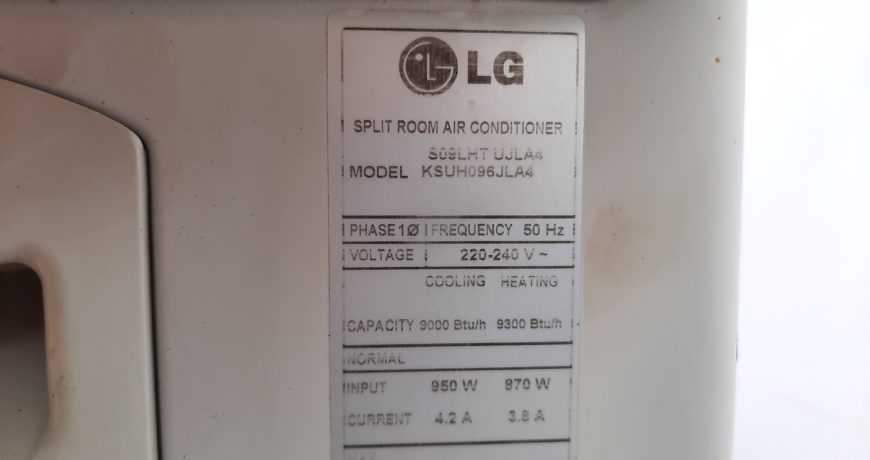 LG
SPLIT ROOM AIR CONDITIONER
S09LHT UJLA4
MODEL KSUH096JLA4
PHASE 1Ø FREQUENCY 50 Hz
VOLTAGE 220-240 V ~
COOLING HEATING
CAPACITY 9000 Btu/h 9300 Btu/h
NORMAL
INPUT 950 W 870 W
CURRENT 4.2 A 3.8 A